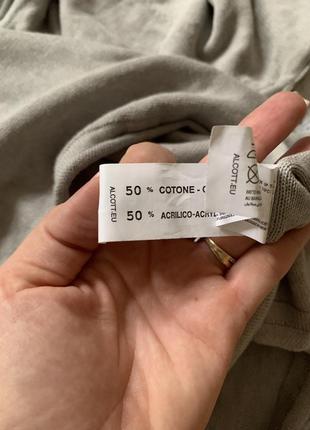 50 % COTONE - C
50 % ACRILICO-ACRYL
ALCOTT.EU
ALCOTT.EU